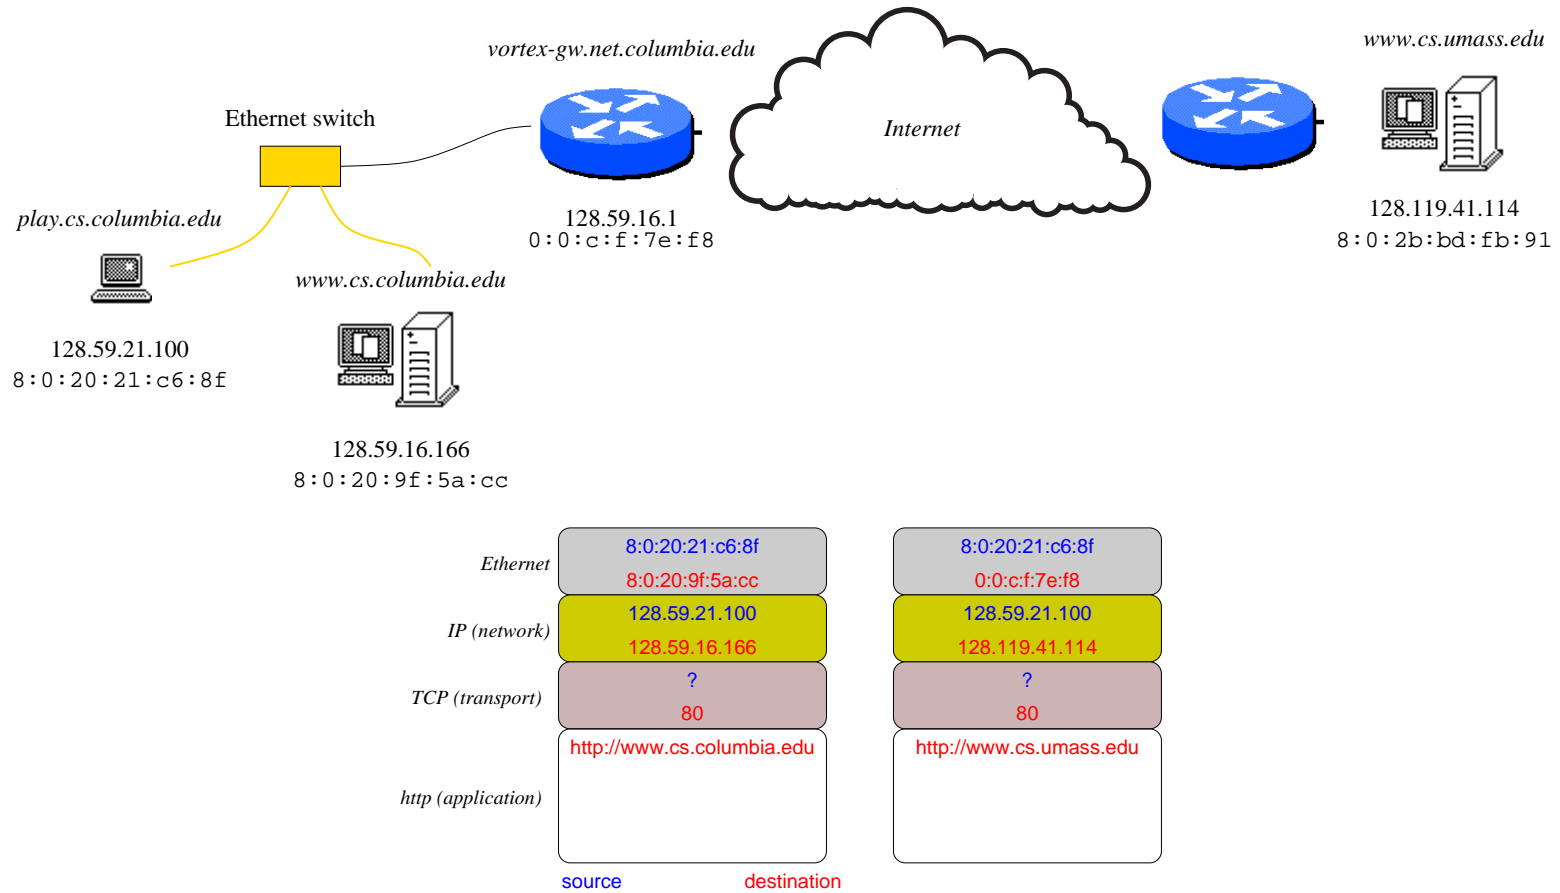 vortex-gw.net.columbia.edu
www.cs.umass.edu
Ethernet switch
Internet
play.cs.columbia.edu
128.59.16.1
0:0:c:f:7e:f8
128.119.41.114
8:0:2b:bd:fb:91
www.cs.columbia.edu
128.59.21.100
8:0:20:21:c6:8f
128.59.16.166
8:0:20:9f:5a:cc
Ethernet
8:0:20:21:c6:8f
8:0:20:9f:5a:cc
8:0:20:21:c6:8f
0:0:c:f:7e:f8
IP (network)
128.59.21.100
128.59.16.166
128.59.21.100
128.119.41.114
TCP (transport)
?
80
?
80
http (application)
http://www.cs.columbia.edu
http://www.cs.umass.edu
source
destination